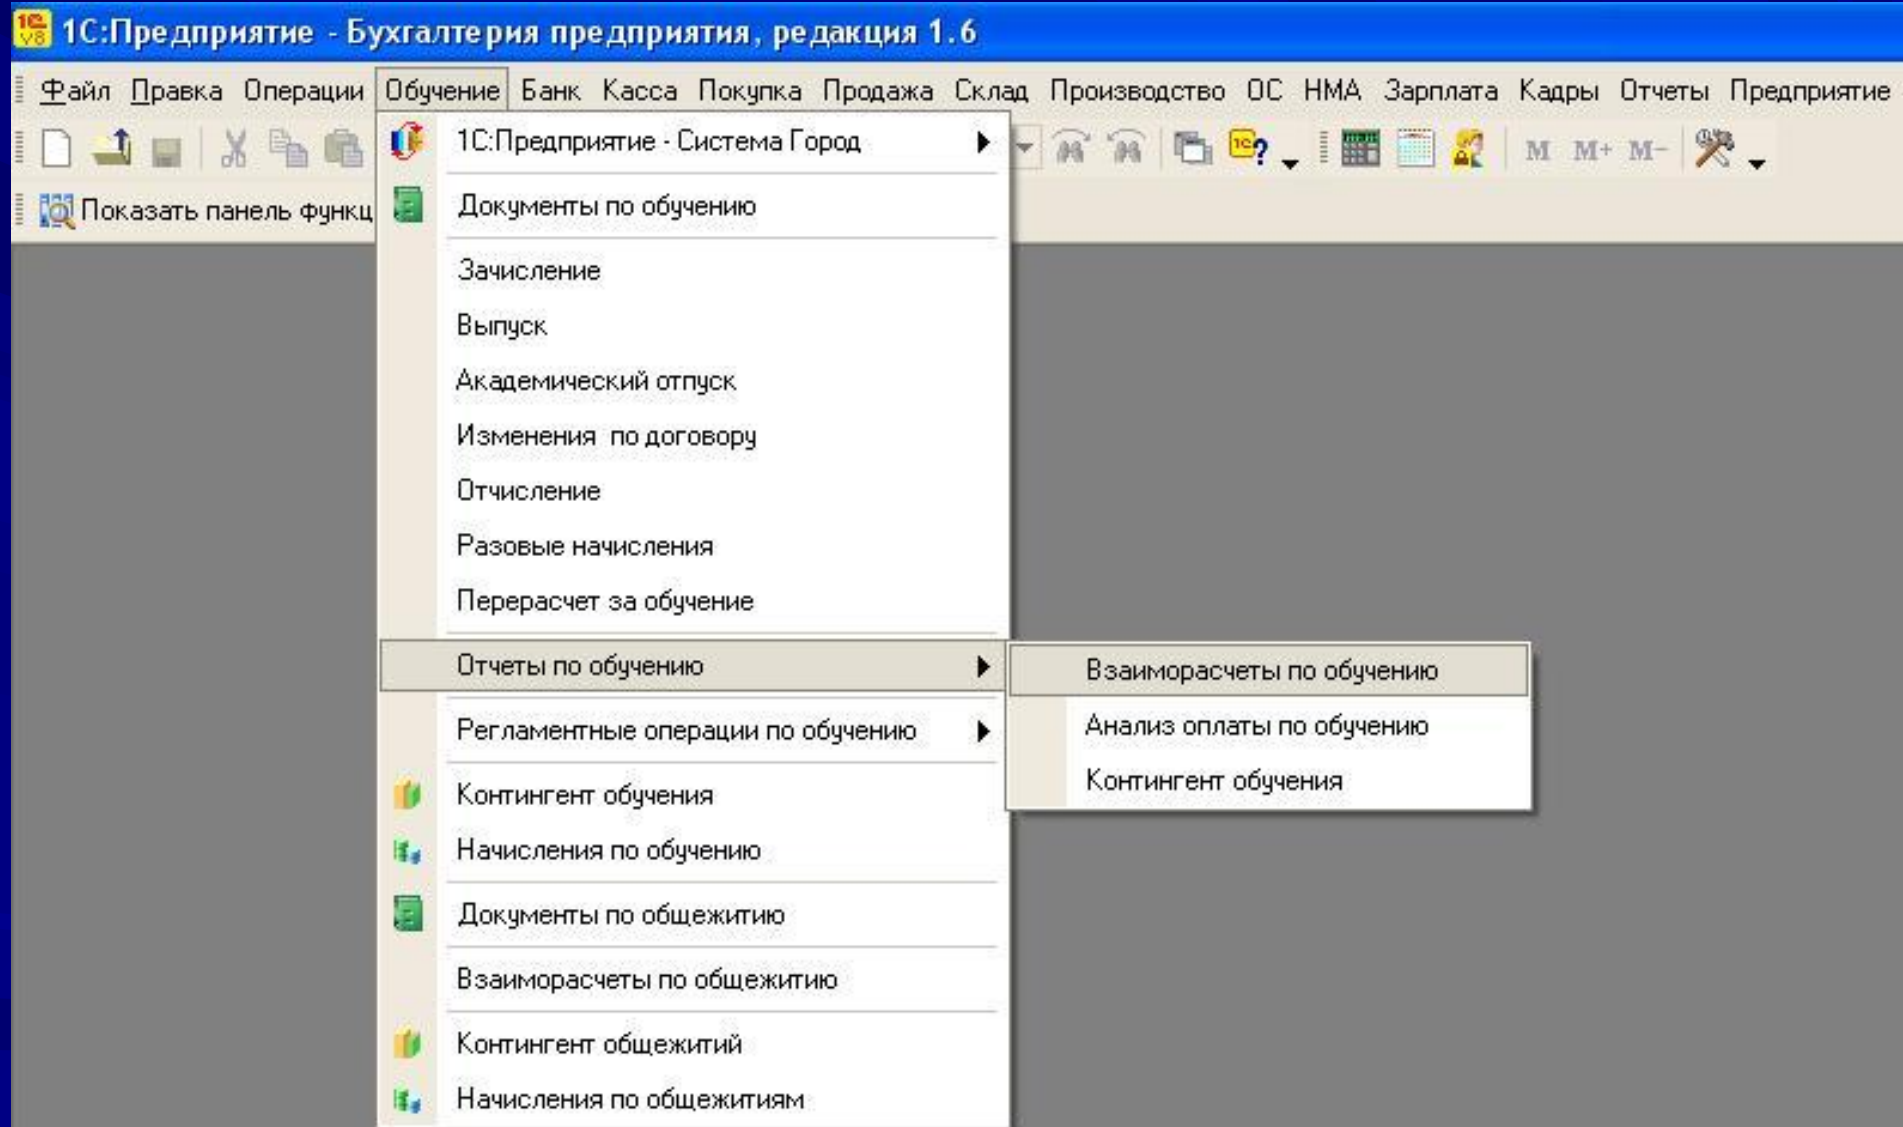 1С:Предприятие - Бухгалтерия предприятия, редакция 1.6
Файл Правка Операции Обучение Банк Касса Покупка Продажа Склад Производство ОС НМА Зарплата Кадры Отчеты Предприятие
M M+ M-
Показать панель функц
1С:Предприятие - Система Город
Документы по обучению
Зачисление
Выпуск
Академический отпуск
Изменения по договору
Отчисление
Разовые начисления
Перерасчет за обучение
Отчеты по обучению
Взаиморасчеты по обучению
Анализ оплаты по обучению
Контингент обучения
Регламентные операции по обучению
Контингент обучения
Начисления по обучению
Документы по общежитию
Взаиморасчеты по общежитию
Контингент общежитий
Начисления по общежитиям